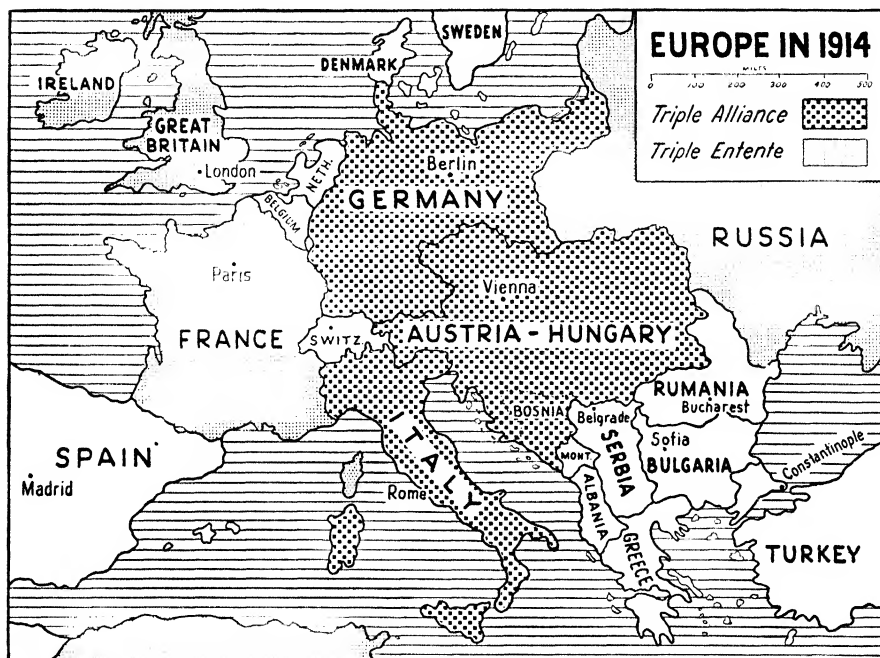 EUROPE IN 1914
MILES
0 100 200 300 400 500
Triple Alliance
Triple Entente
SWEDEN
DENMARK
IRELAND
GREAT
BRITAIN
London
NETH.
BELGIUM
Berlin
GERMANY
RUSSIA
Paris
FRANCE
Vienna
SWITZ.
AUSTRIA-HUNGARY
RUMANIA
Bucharest
BOSNIA
Belgrade
SERBIA
Sofia
BULGARIA
MONT.
ALBANIA
GREECE
Constantinople
TURKEY
ITALY
Rome
SPAIN
Madrid